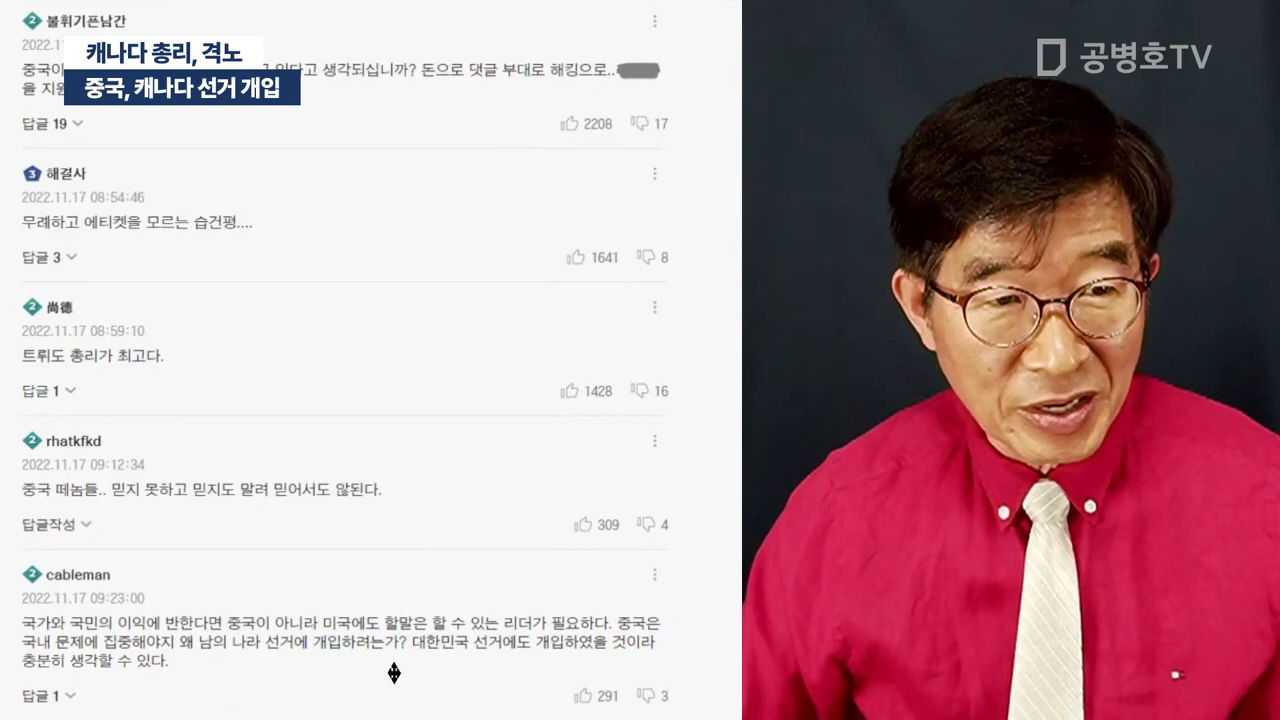 불휘기픈남간
2022.11
캐나다 총리, 격노
중국, 캐나다 선거 개입
공병호TV
중국이 있다고 생각되십니까? 돈으로 댓글 부대로 해킹으로..
을 지원
답글 19
2208
17
해결사
2022.11.17 08:54:46
무례하고 에티켓을 모르는 습건평....
답글 3
1641
8
尚德
2022.11.17 08:59:10
트뤼도 총리가 최고다.
답글 1
1428
16
rhatkfkd
2022.11.17 09:12:34
중국 떼놈들.. 믿지 못하고 믿지도 말려 믿어서도 않된다.
답글작성
309
4
cableman
2022.11.17 09:23:00
국가와 국민의 이익에 반한다면 중국이 아니라 미국에도 할말은 할 수 있는 리더가 필요하다. 중국은
국내 문제에 집중해야지 왜 남의 나라 선거에 개입하려는가? 대한민국 선거에도 개입하였을 것이라
충분히 생각할 수 있다.
답글 1
291
3